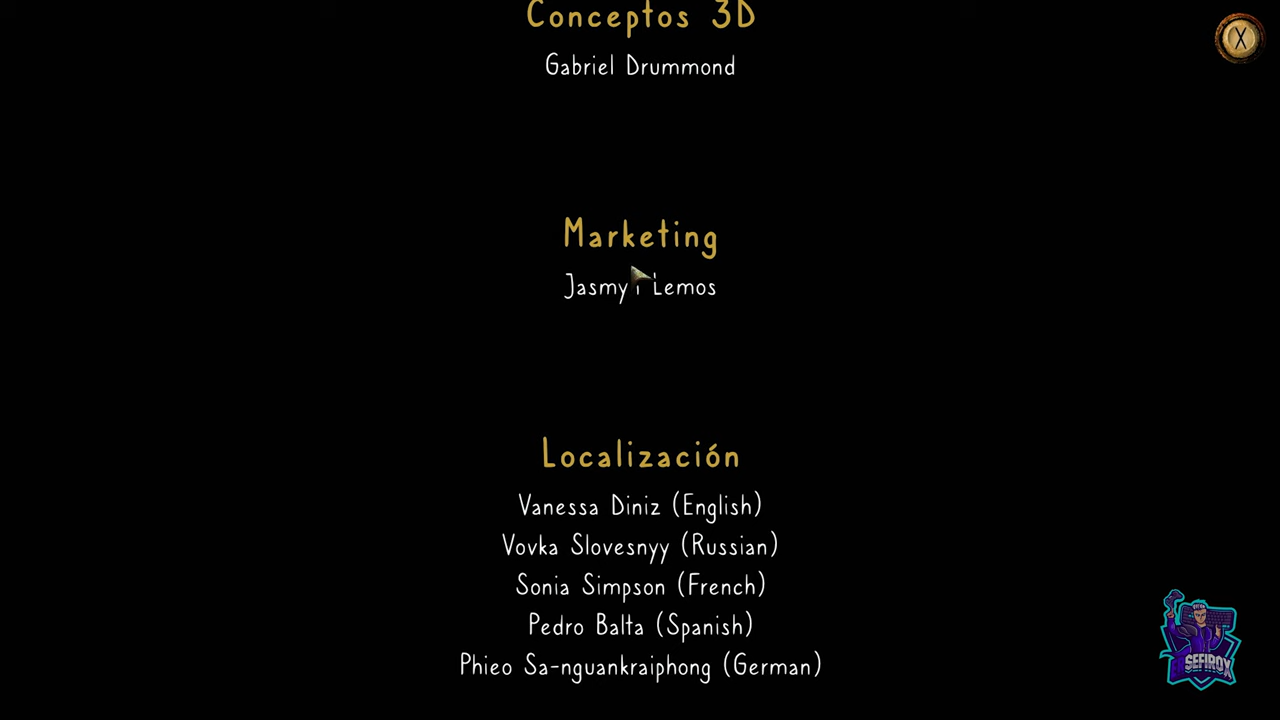 Conceptos 3D
Gabriel Drummond
X
Marketing
Lemos
Localización
Vanessa Diniz (English)
Vovka Slovesnyy (Russian)
Sonia Simpson (French)
Pedro Balta (Spanish)
Phieo Sa-nguankraiphong (German)
SEFIROX